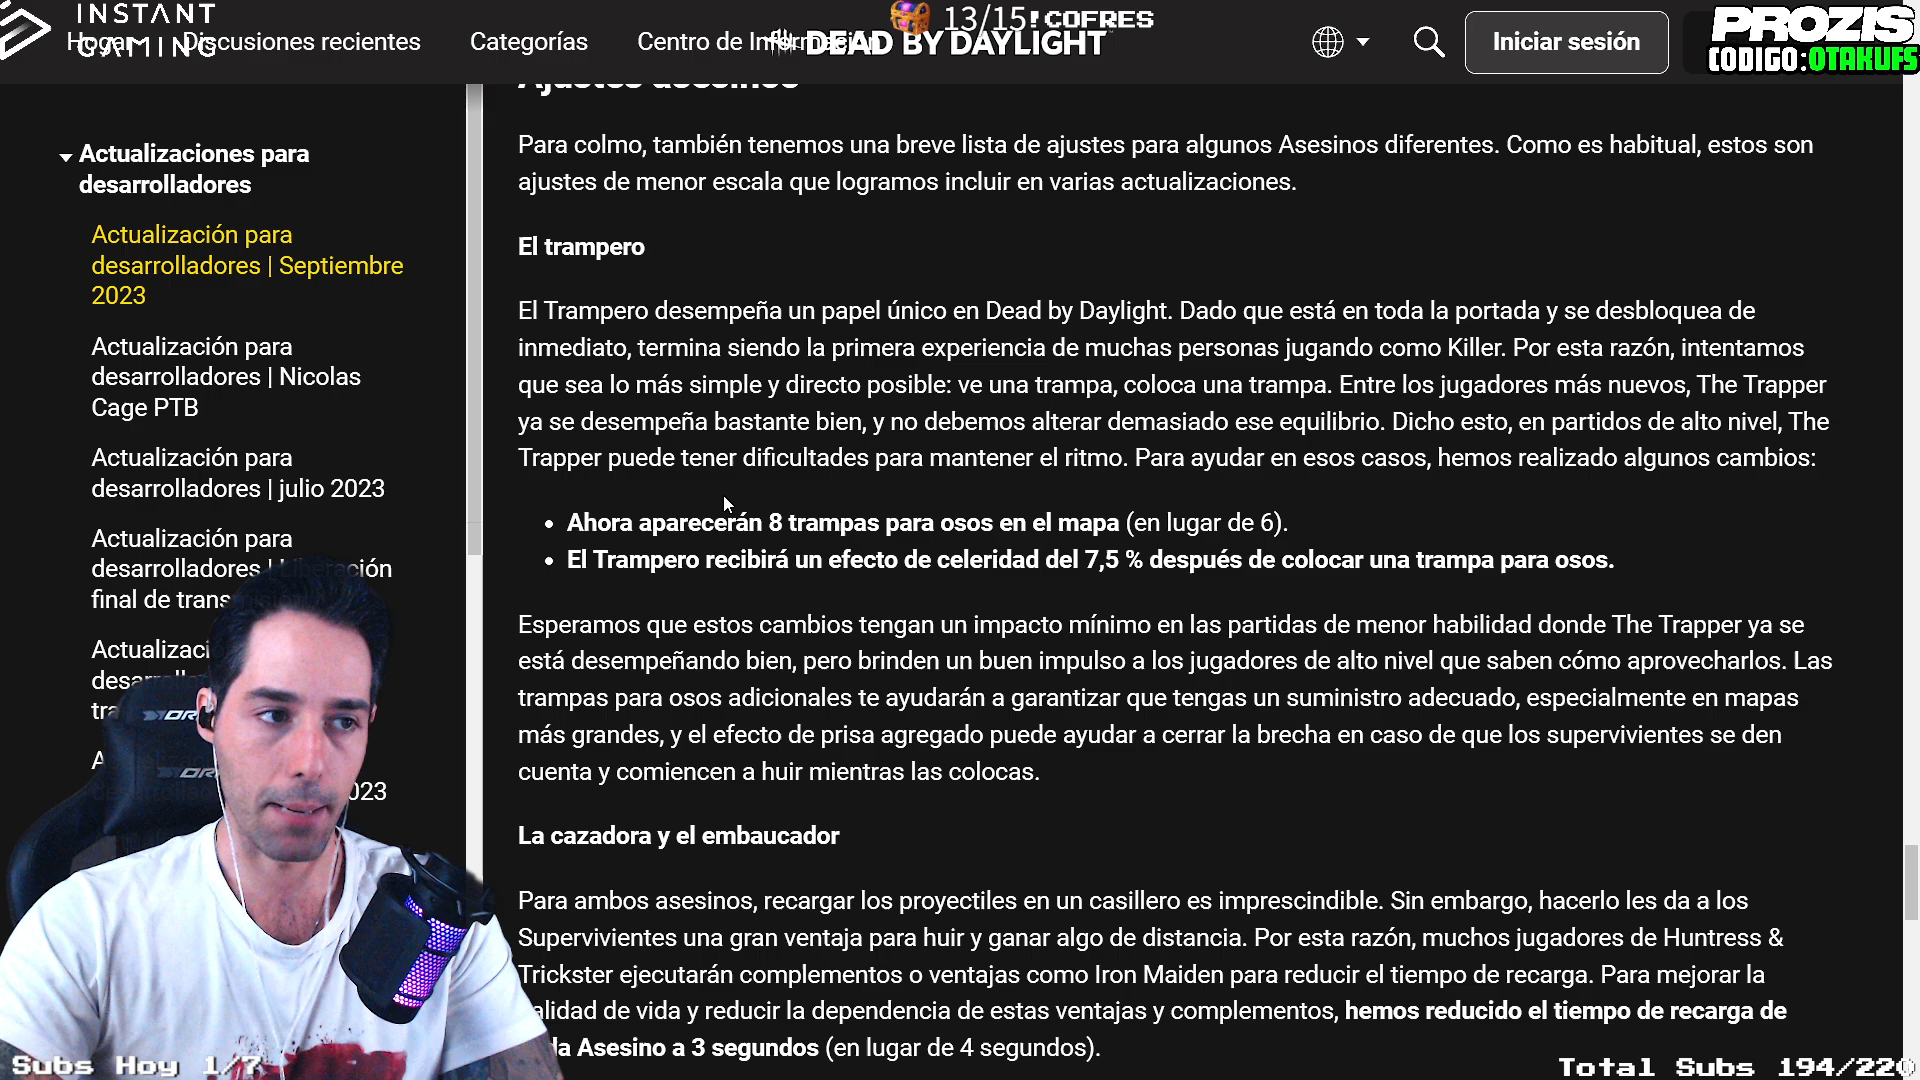 INSTANT
GAMING
Hogar
Discusiones recientes
Categorías
Centro de Información
13/15
!COFRES
DEAD BY DAYLIGHT
Iniciar sesión
PROZIS
CODIGO:OTAKUFS
Actualizaciones para
desarrolladores
Actualización para
desarrolladores | Septiembre
2023
Actualización para
desarrolladores | Nicolas
Cage PTB
Actualización para
desarrolladores | julio 2023
Actualización para
desarrolladores | Liberación
final de
Ajustes asesinos
Para colmo, también tenemos una breve lista de ajustes para algunos Asesinos diferentes. Como es habitual, estos son
ajustes de menor escala que logramos incluir en varias actualizaciones.
El trampero
El Trampero desempeña un papel único en Dead by Daylight. Dado que está en toda la portada y se desbloquea de
inmediato, termina siendo la primera experiencia de muchas personas jugando como Killer. Por esta razón, intentamos
que sea lo más simple y directo posible: ve una trampa, coloca una trampa. Entre los jugadores más nuevos, The Trapper
ya se desempeña bastante bien, y no debemos alterar demasiado ese equilibrio. Dicho esto, en partidos de alto nivel, The
Trapper puede tener dificultades para mantener el ritmo. Para ayudar en esos casos, hemos realizado algunos cambios:
• Ahora aparecerán 8 trampas para osos en el mapa (en lugar de 6).
• El Trampero recibirá un efecto de celeridad del 7,5 % después de colocar una trampa para osos.
Esperamos que estos cambios tengan un impacto mínimo en las partidas de menor habilidad donde The Trapper ya se
está desempeñando bien, pero brinden un buen impulso a los jugadores de alto nivel que saben cómo aprovecharlos. Las
trampas para osos adicionales te ayudarán a garantizar que tengas un suministro adecuado, especialmente en mapas
más grandes, y el efecto de prisa agregado puede ayudar a cerrar la brecha en caso de que los supervivientes se den
cuenta y comiencen a huir mientras las colocas.
La cazadora y el embaucador
Para ambos asesinos, recargar los proyectiles en un casillero es imprescindible. Sin embargo, hacerlo les da a los
Supervivientes una gran ventaja para huir y ganar algo de distancia. Por esta razón, muchos jugadores de Huntress &
Trickster ejecutarán complementos o ventajas como Iron Maiden para reducir el tiempo de recarga. Para mejorar la
calidad de vida y reducir la dependencia de estas ventajas y complementos, hemos reducido el tiempo de recarga de
Asesino a 3 segundos (en lugar de 4 segundos).
Subs Hoy 1/7
Total Subs 194/220